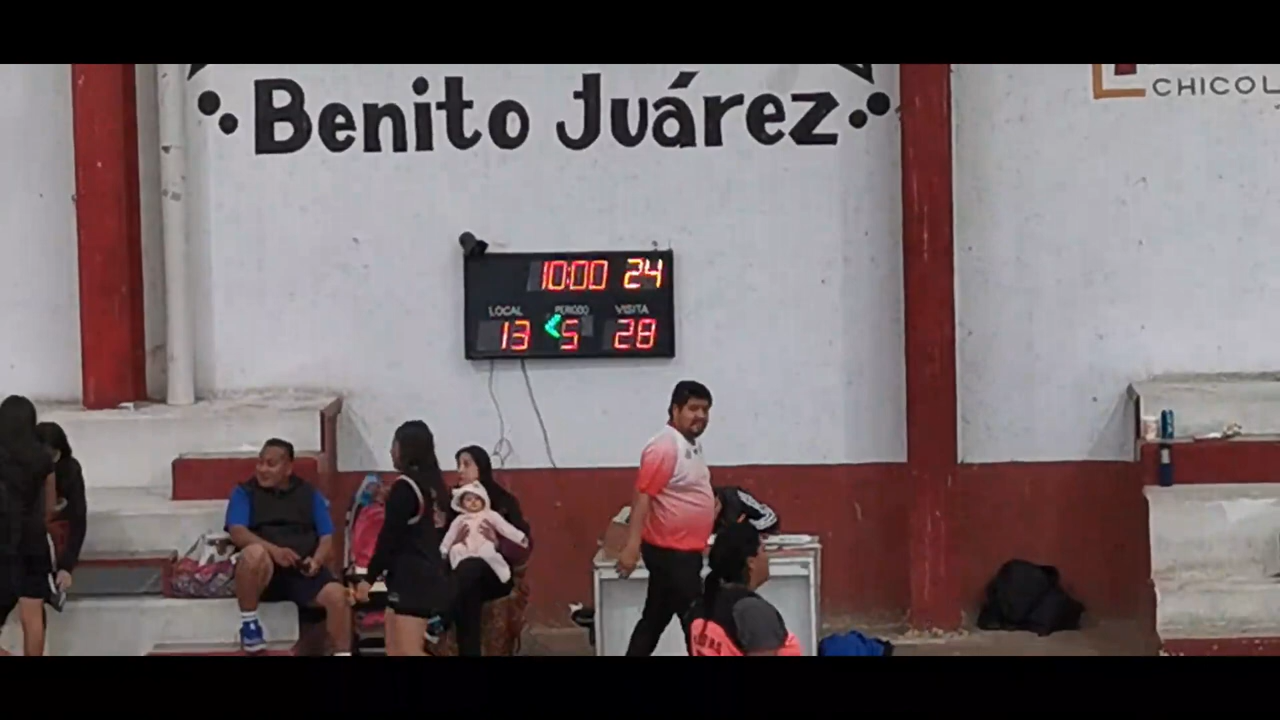 Benito Juárez
CHICOL
10:00 24
LOCAL PERIODO VISITA
13 <5 28